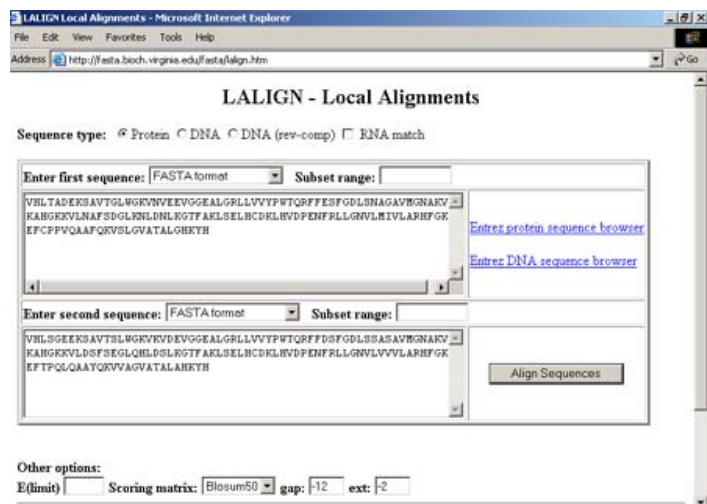 LALIGN Local Alignments - Microsoft Internet Explorer
File Edit View Favorites Tools Help
Address http://fasta.bioch.virginia.edu/fasta/lalign.htm Go
LALIGN - Local Alignments
Sequence type: Protein DNA DNA (rev-comp) RNA match
Enter first sequence: FASTA format Subset range:
VHLTADEKSAVTGLWGKVNVEEVGGEALGRLLVVYPWTQRFFESFGDLSNAGAVMGNAKV
KAHGKKVLNAFSDGLKNLDNLKGTFAKLSELHCDKLHVDPENFRLLGNVLMIVLARHFGK
EFCPPVQAAFQKVSLGVATALGHKYH
Entrez protein sequence browser
Entrez DNA sequence browser
Enter second sequence: FASTA format Subset range:
VHLSGEEKSAVTSLWGKVKVDEVGGEALGRLLVVYPWTQRFFDSFGDLSSASAVMGNAKV
KAHGKKVLDSFSEGLQHLDSLKGTFAKLSELHCDKLHVDPENFRLLGNVLVVVLARHFGK
EFTPQLQAAYQKVVAGVATALAHKYH
Align Sequences
Other options:
E(limit) Scoring matrix: Blosum50 gap: -12 ext: -2